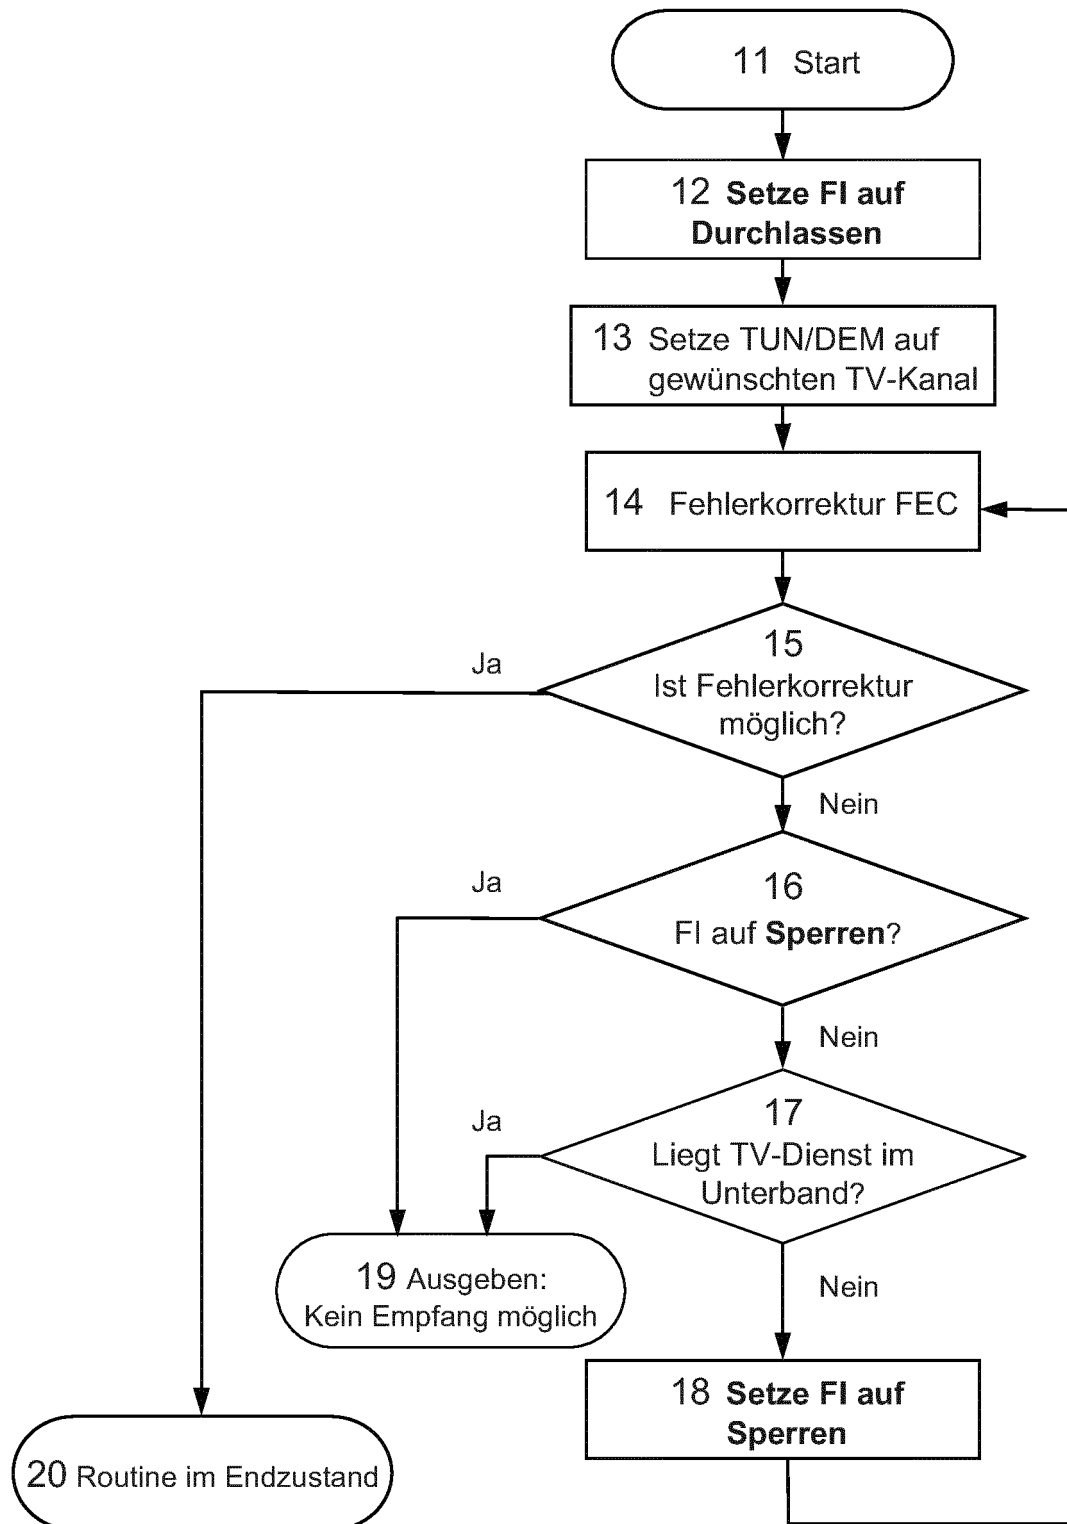 11 Start
12 Setze FI auf
Durchlassen
13 Setze TUN/DEM auf
gewünschten TV-Kanal
14 Fehlerkorrektur FEC
15
Ja
Ist Fehlerkorrektur
möglich?
Nein
16
Ja
FI auf Sperren?
Nein
17
Ja
Liegt TV-Dienst im
Unterband?
19 Ausgeben:
Kein Empfang möglich
Nein
18 Setze FI auf
Sperren
20 Routine im Endzustand